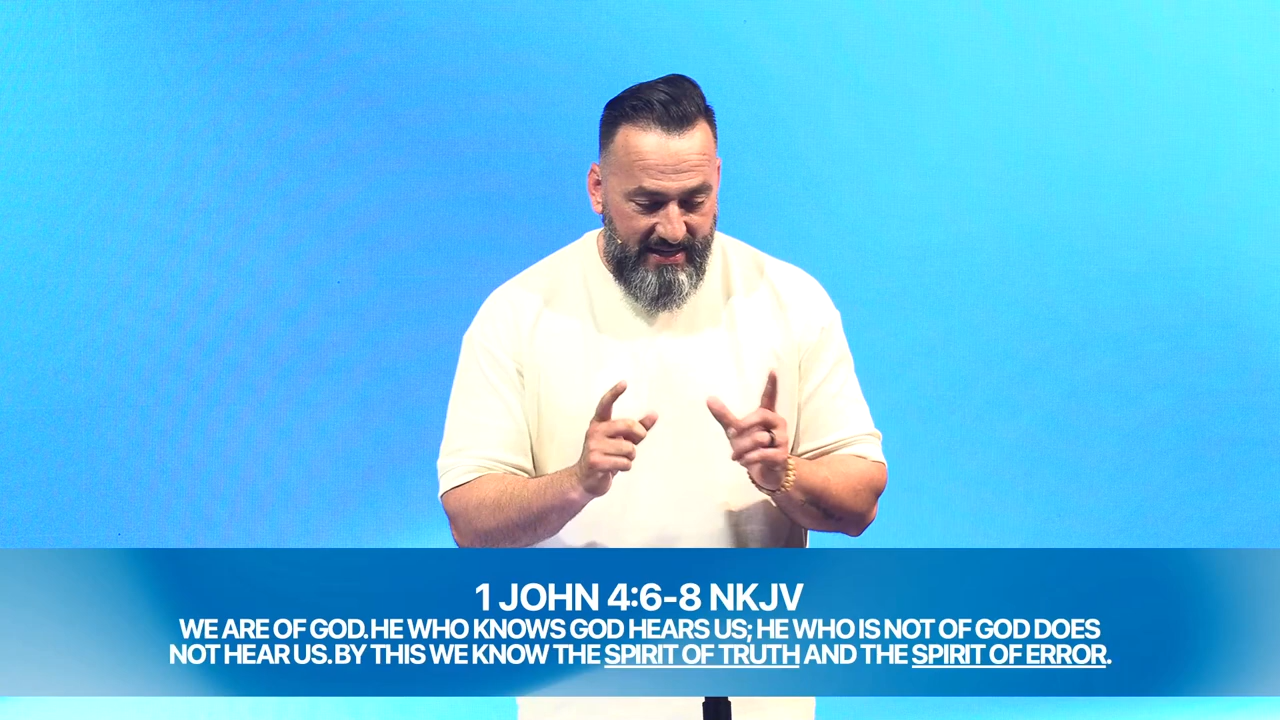 1 JOHN 4:6-8 NKJV
WE ARE OF GOD. HE WHO KNOWS GOD HEARS US; HE WHO IS NOT OF GOD DOES
NOT HEAR US. BY THIS WE KNOW THE SPIRIT OF TRUTH AND THE SPIRIT OF ERROR.